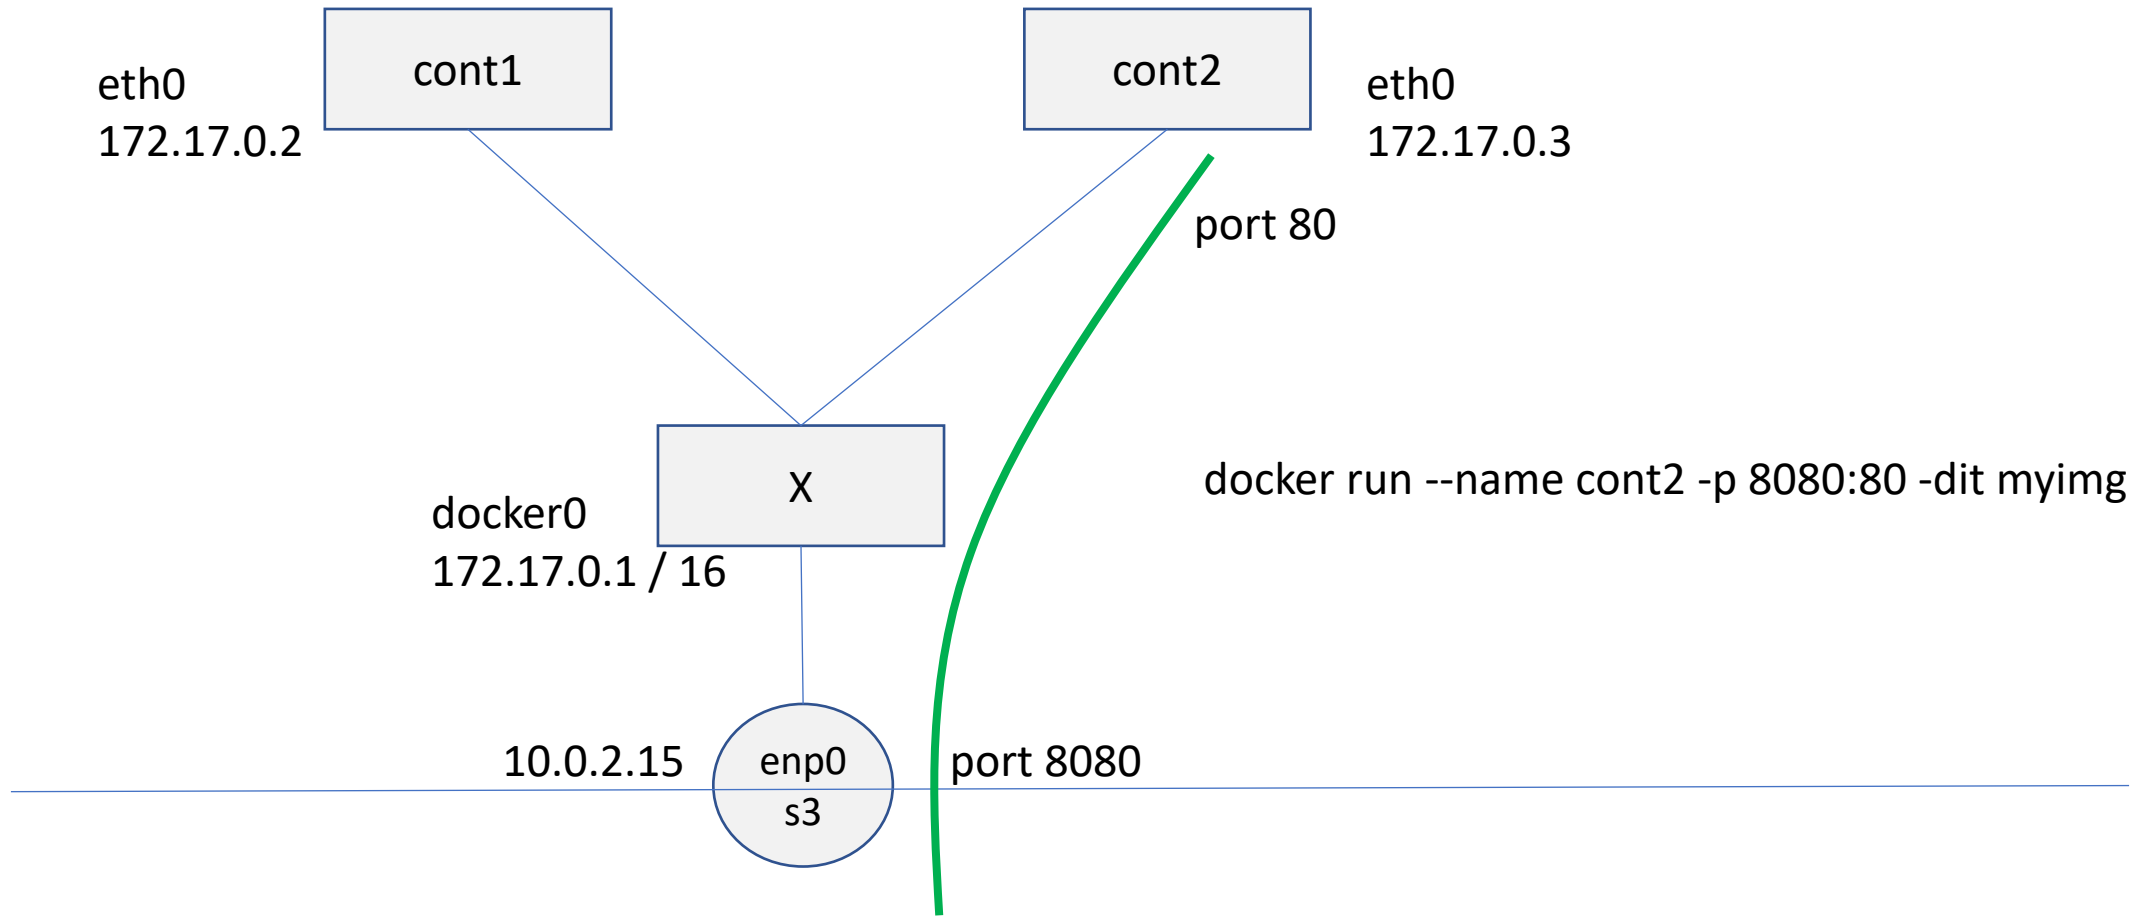 cont1
cont2
eth0
172.17.0.2
eth0
172.17.0.3
port 80
X
docker run --name cont2 -p 8080:80 -dit myimg
docker0
172.17.0.1 / 16
10.0.2.15
enp0
s3
port 8080